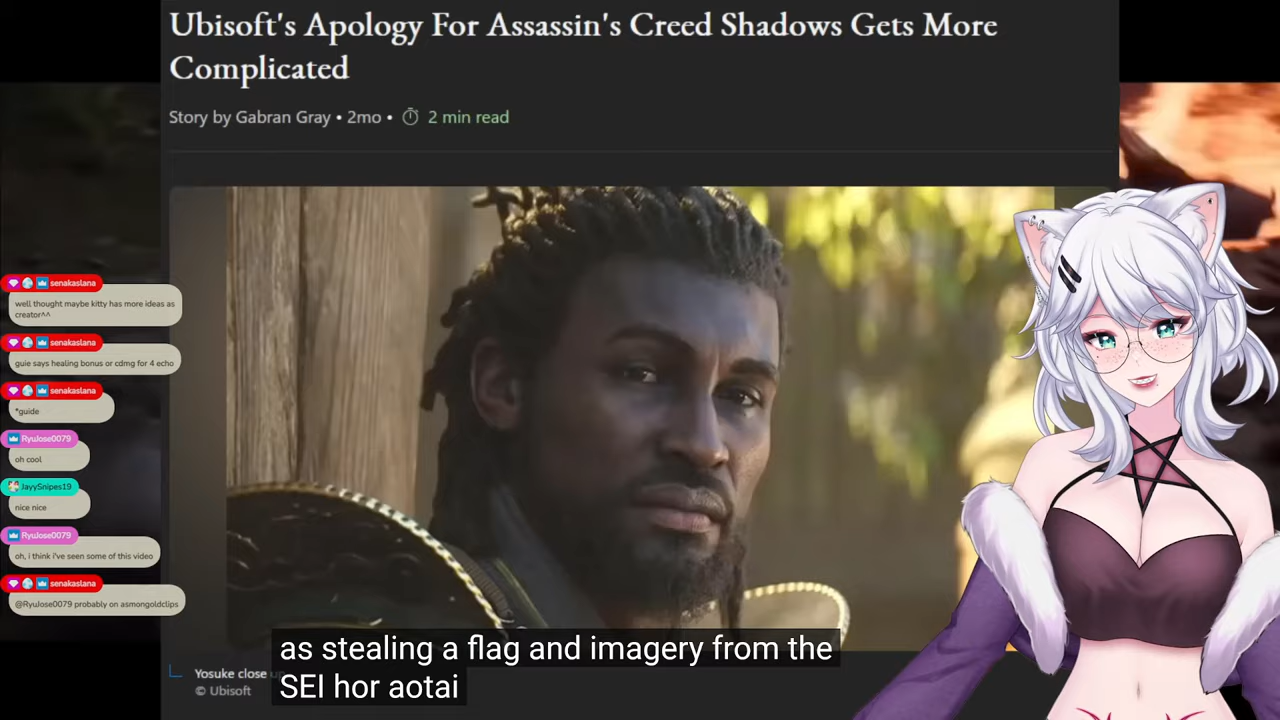 Ubisoft's Apology For Assassin's Creed Shadows Gets More
Complicated
Story by Gabran Gray • 2mo • 2 min read
senakaslana
well thought maybe kitty has more ideas as
creator^^
senakaslana
guie says healing bonus or cdmg for 4 echo
senakaslana
*guide
RyuJose0079
oh cool
JayySnipes19
nice nice
RyuJose0079
oh, i think i've seen some of this video
senakaslana
@RyuJose0079 probably on asmongoldclips
as stealing a flag and imagery from the
SEI hor aotai
Yosuke close
© Ubisoft